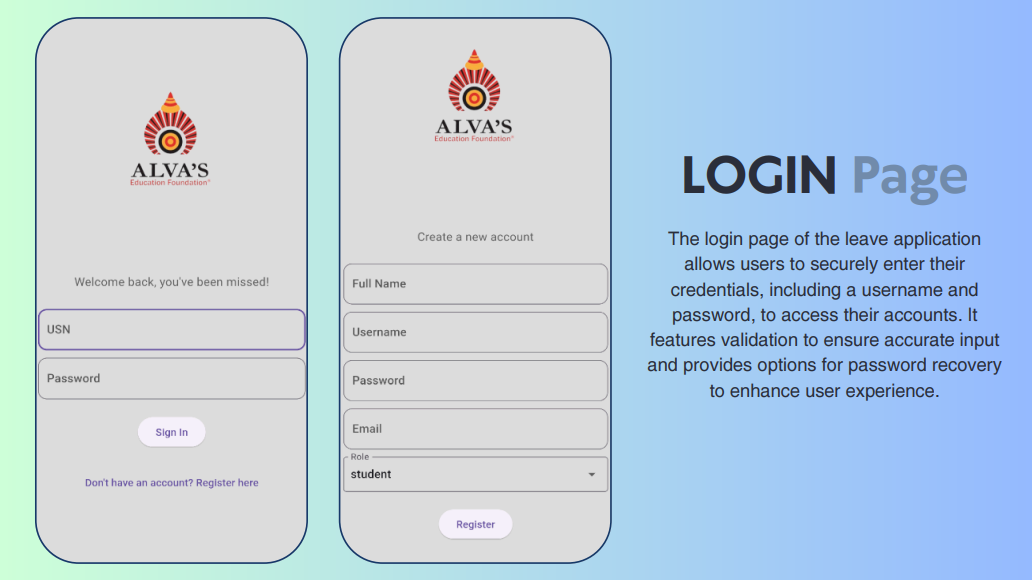 ALVA'S
Education Foundation®
Welcome back, you've been missed!
USN
Password
Sign In
Don't have an account? Register here
ALVA'S
Education Foundation®
Create a new account
Full Name
Username
Password
Email
Role
student
Register
LOGIN Page
The login page of the leave application
allows users to securely enter their
credentials, including a username and
password, to access their accounts. It
features validation to ensure accurate input
and provides options for password recovery
to enhance user experience.